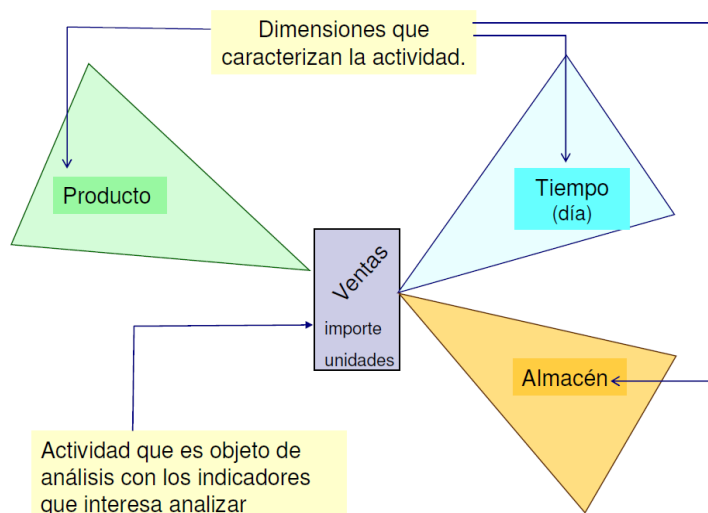 Dimensiones que
caracterizan la actividad.
Producto
Tiempo
(día)
Ventas
importe
unidades
Almacén
Actividad que es objeto de
análisis con los indicadores
que interesa analizar